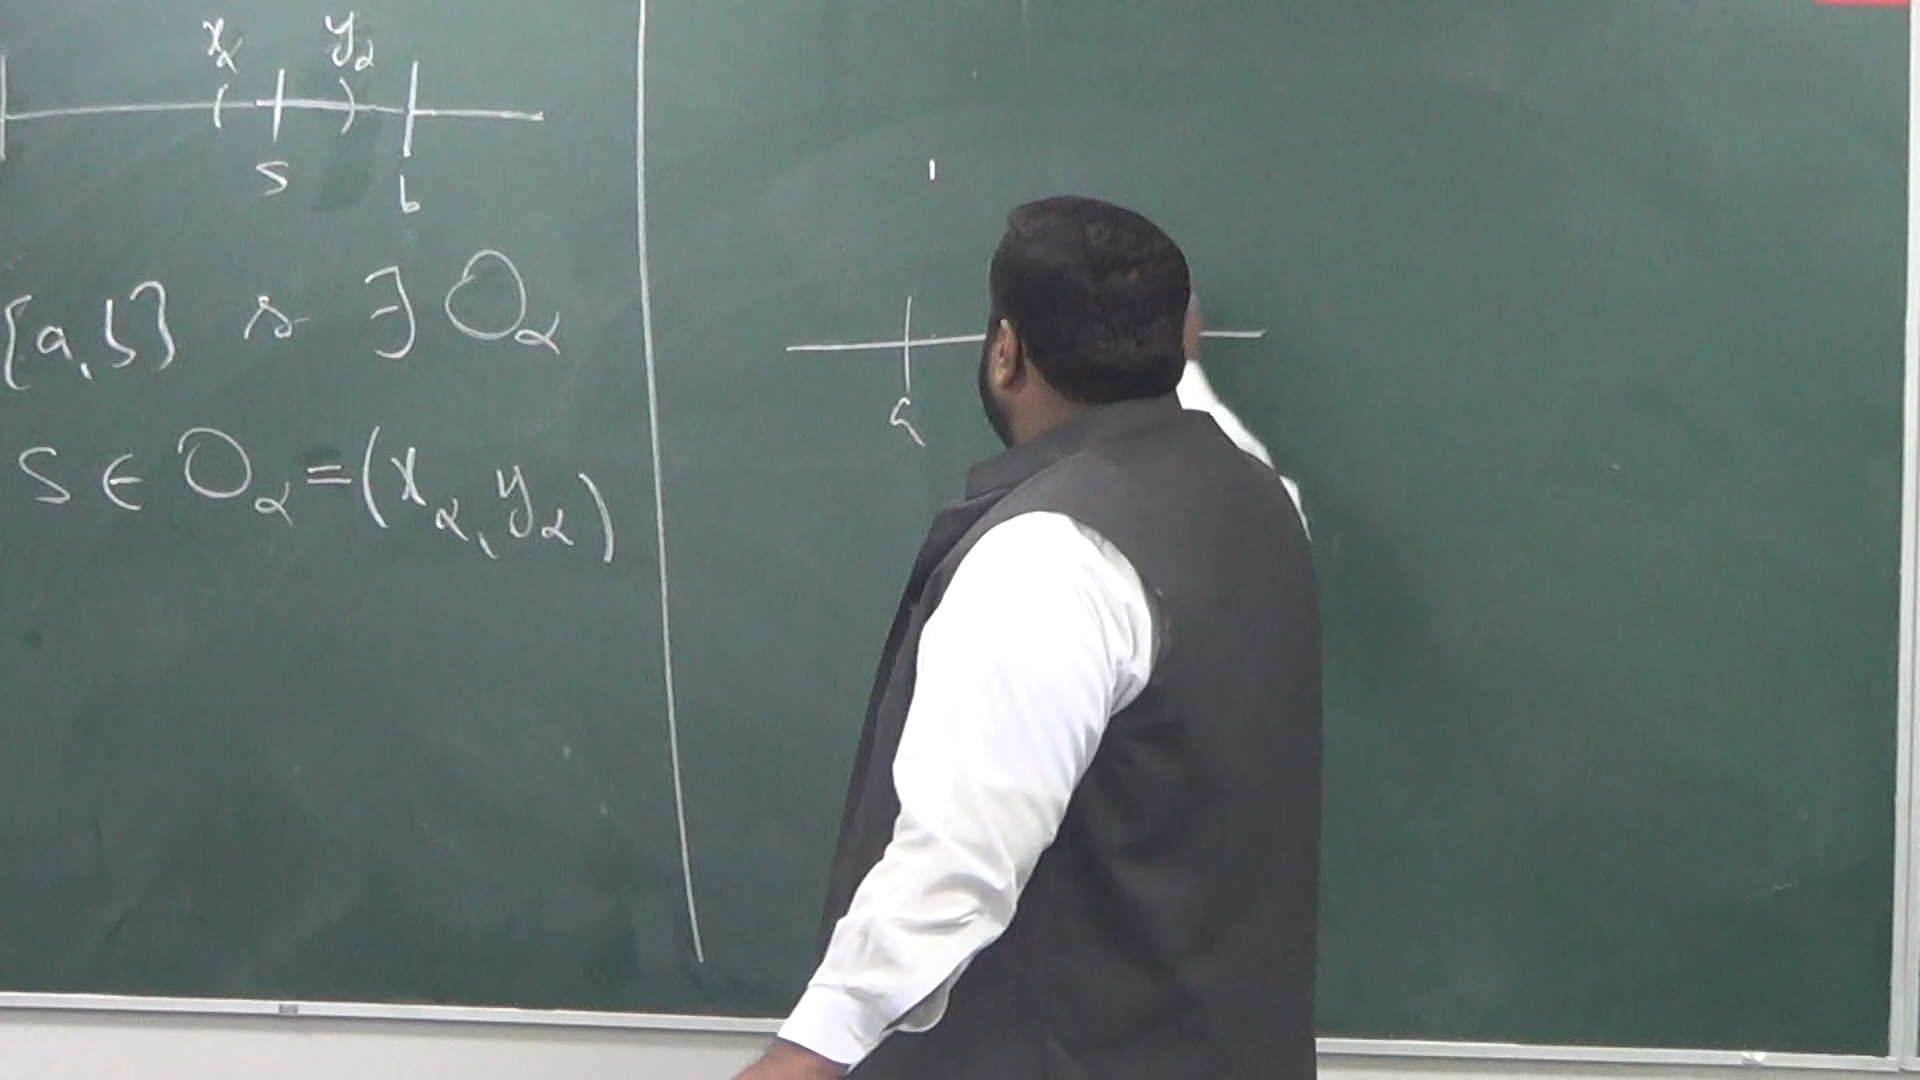 xα yα
( )
s b
{a,b} s ∃ Oα
s ∈ Oα = (xα, yα)
a